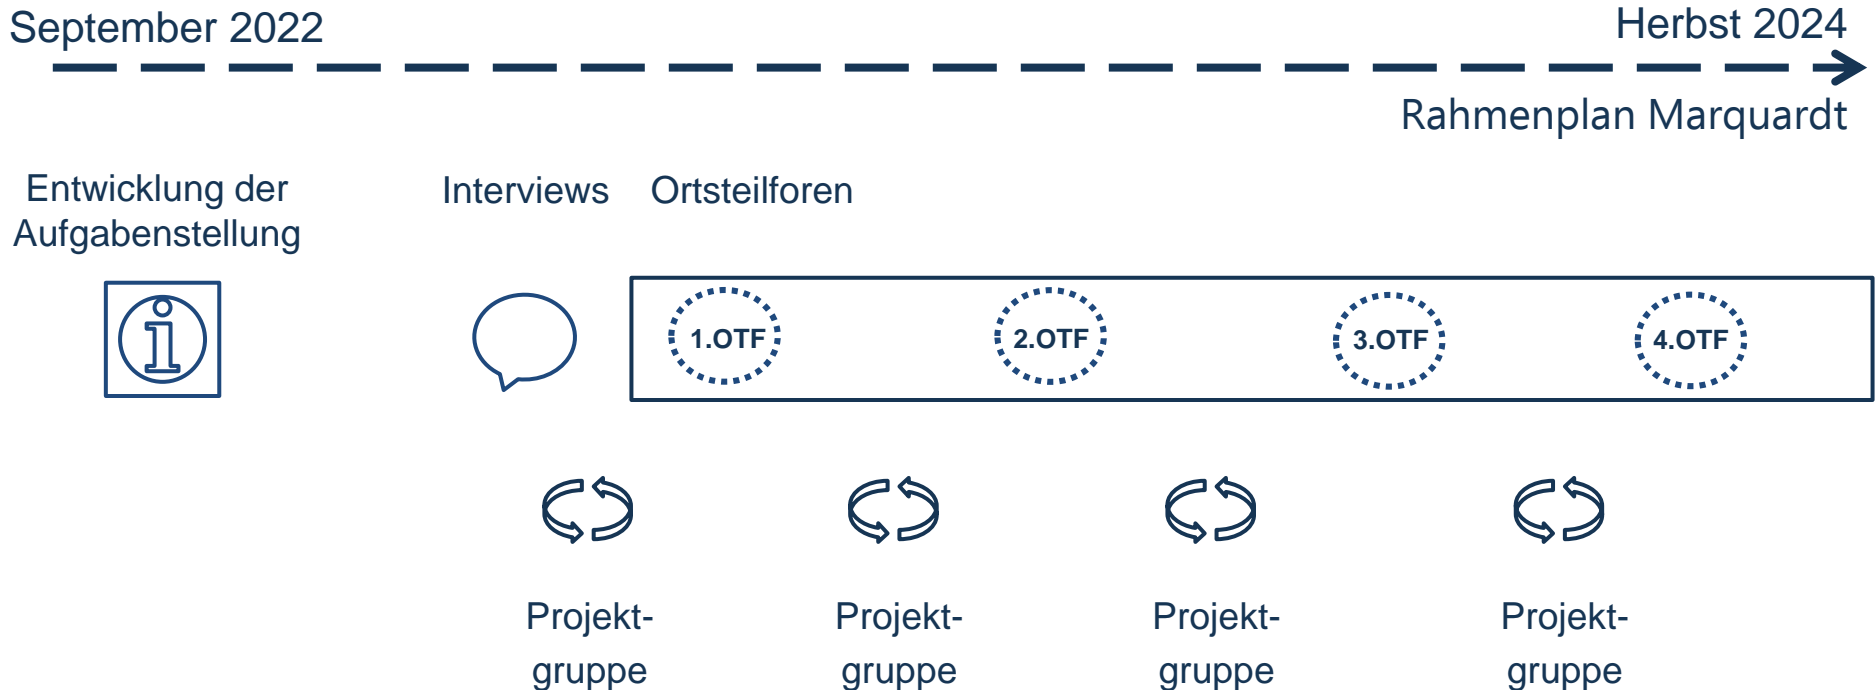 September 2022
Herbst 2024
Rahmenplan Marquardt
Entwicklung der
Aufgabenstellung
Interviews
Ortsteilforen
1.OTF
2.OTF
3.OTF
4.OTF
Projekt-
gruppe
Projekt-
gruppe
Projekt-
gruppe
Projekt-
gruppe